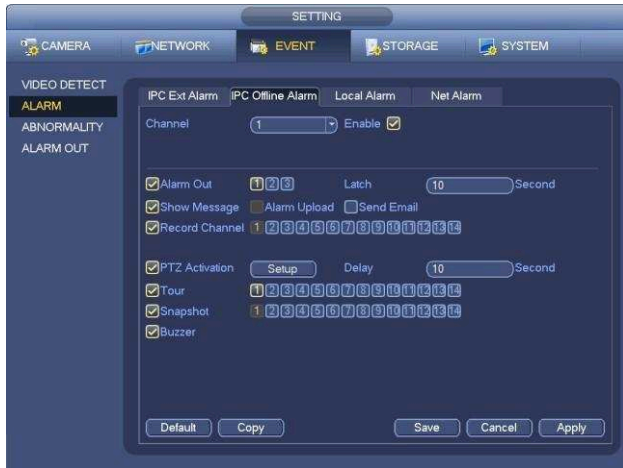 SETTING
CAMERA NETWORK EVENT STORAGE SYSTEM
VIDEO DETECT
ALARM
ABNORMALITY
ALARM OUT
IPC Ext Alarm IPC Offline Alarm Local Alarm Net Alarm
Channel 1 Enable
Alarm Out 1 2 3 Latch 10 Second
Show Message Alarm Upload Send Email
Record Channel 1 2 3 4 5 6 7 8 9 10 11 12 13 14
PTZ Activation Setup Delay 10 Second
Tour 1 2 3 4 5 6 7 8 9 10 11 12 13 14
Snapshot 1 2 3 4 5 6 7 8 9 10 11 12 13 14
Buzzer
Default Copy Save Cancel Apply